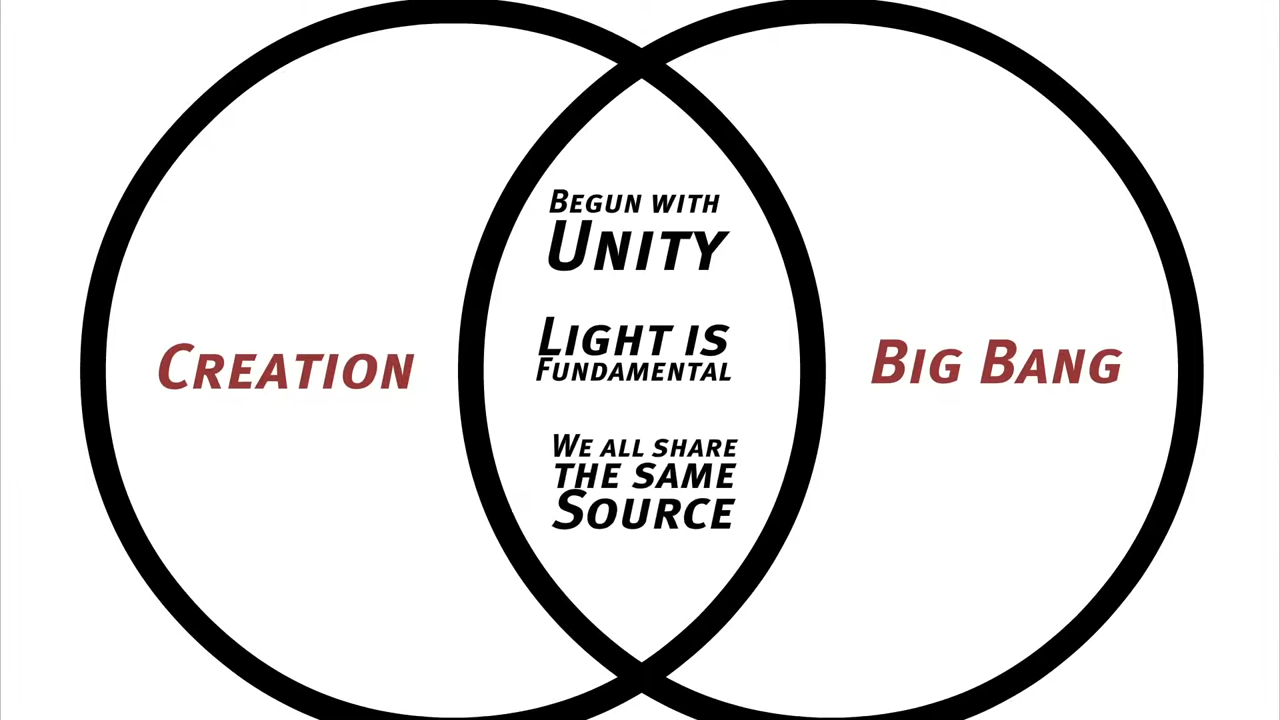 Creation
Begun with
Unity
Light is
Fundamental
We all share
the same
Source
Big Bang